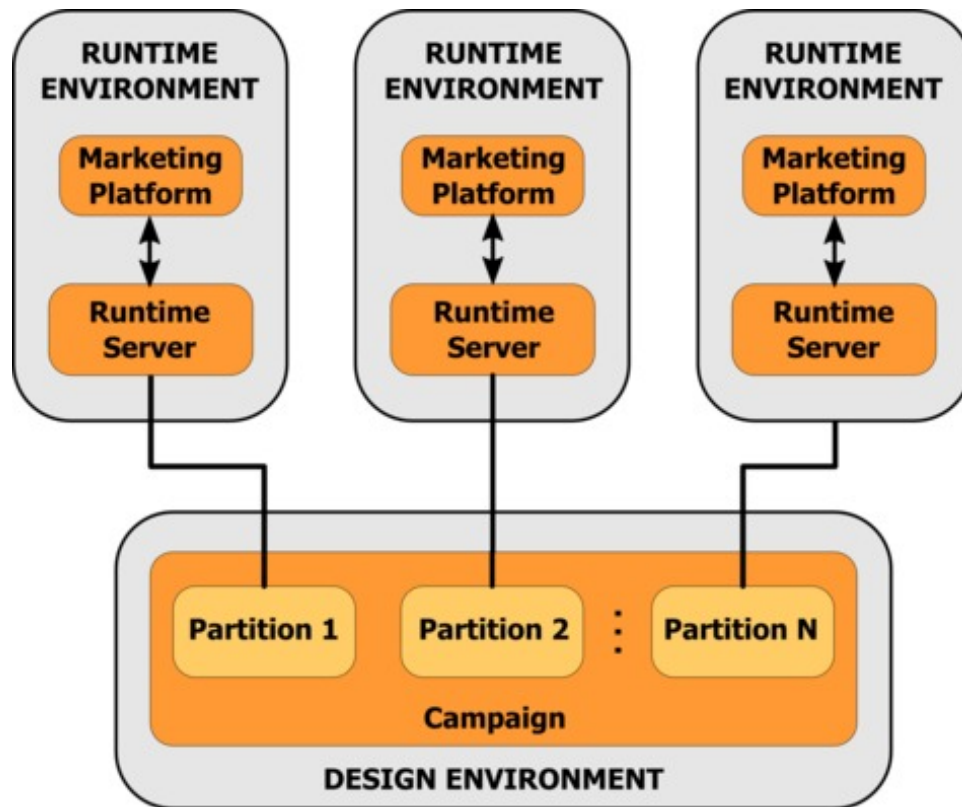 RUNTIME
ENVIRONMENT
Marketing
Platform
Runtime
Server
RUNTIME
ENVIRONMENT
Marketing
Platform
Runtime
Server
RUNTIME
ENVIRONMENT
Marketing
Platform
Runtime
Server
Partition 1
Partition 2
Partition N
Campaign
DESIGN ENVIRONMENT